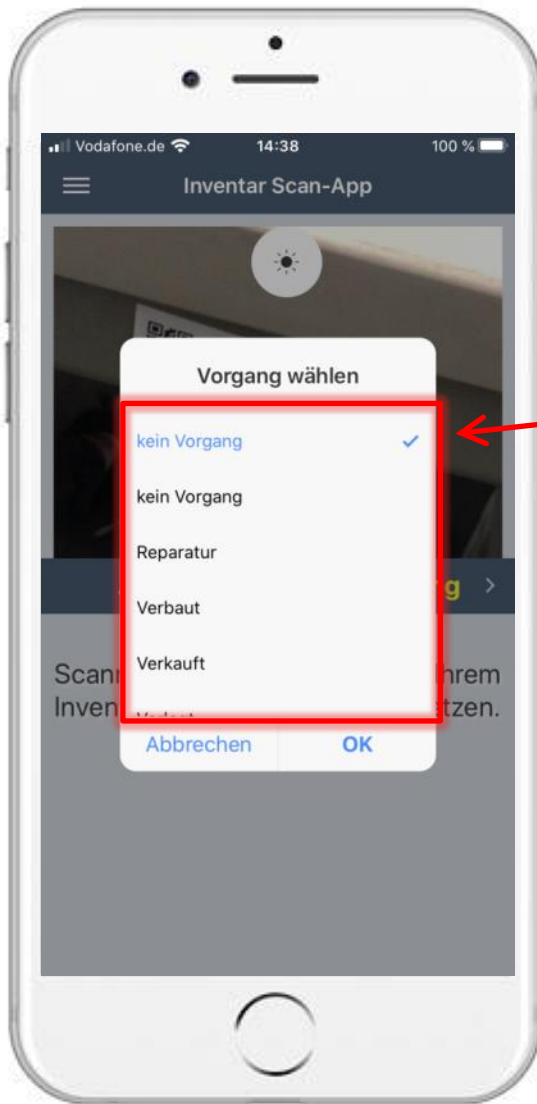 Vodafone.de 14:38 100 %
Inventar Scan-App
Vorgang wählen
kein Vorgang
kein Vorgang
Reparatur
Verbaut
g >
Verkauft
Scan hrem
Inven tzen.
Abbrechen OK